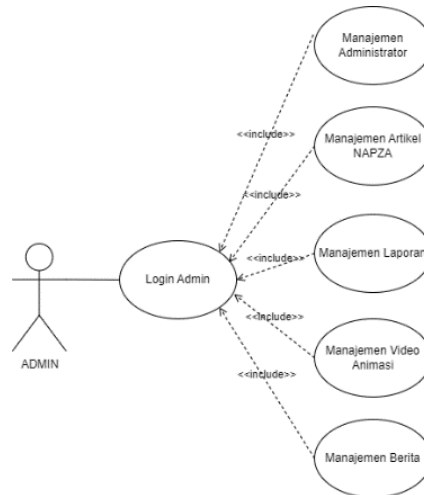 Manajemen
Administrator
<<include>>
Manajemen Artikel
NAPZA
<<include>>
Manajemen Laporan
<<include>>
Login Admin
<<include>>
Manajemen Video
Animasi
ADMIN
<<include>>
Manajemen Berita